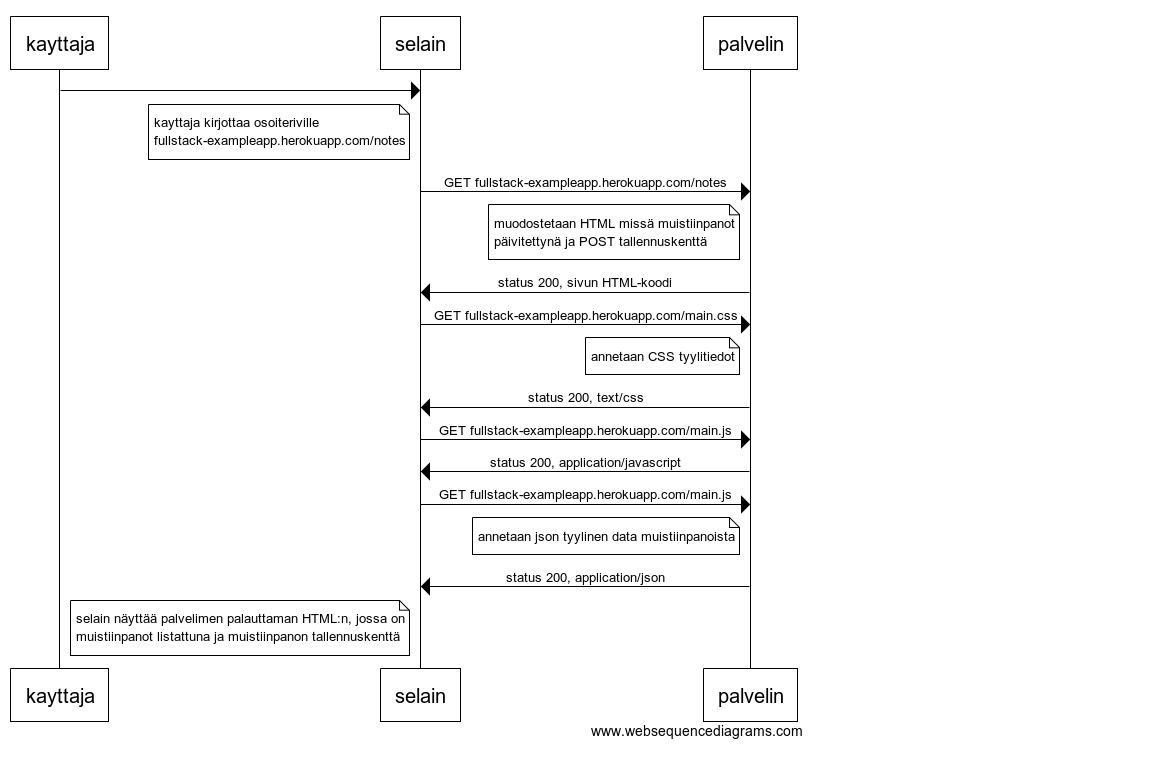 kayttaja
selain
palvelin
kayttaja kirjottaa osoiteriville
fullstack-exampleapp.herokuapp.com/notes
GET fullstack-exampleapp.herokuapp.com/notes
muodostetaan HTML missä muistiinpanot
päivitettynä ja POST tallennuskenttä
status 200, sivun HTML-koodi
GET fullstack-exampleapp.herokuapp.com/main.css
annetaan CSS tyylitiedot
status 200, text/css
GET fullstack-exampleapp.herokuapp.com/main.js
status 200, application/javascript
GET fullstack-exampleapp.herokuapp.com/main.js
annetaan json tyylinen data muistiinpanoista
status 200, application/json
selain näyttää palvelimen palauttaman HTML:n, jossa on
muistiinpanot listattuna ja muistiinpanon tallennuskenttä
kayttaja
selain
palvelin
www.websequencediagrams.com